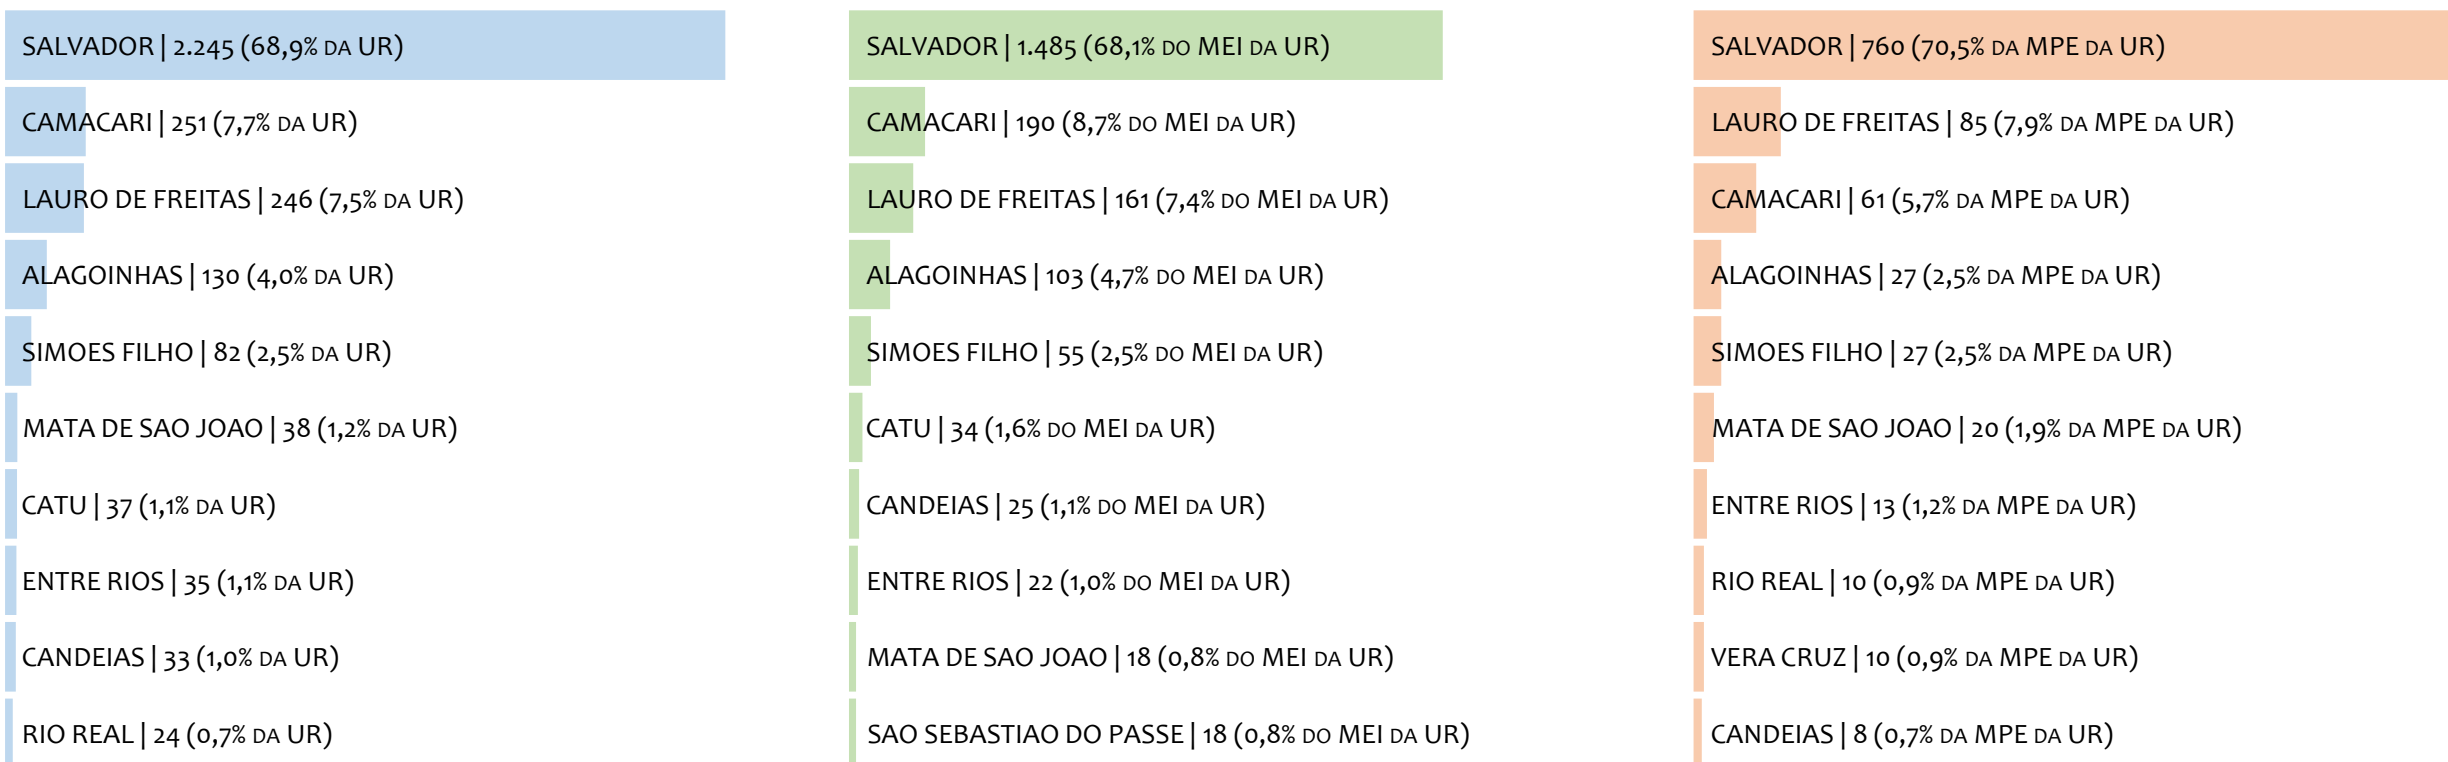 SALVADOR | 2.245 (68,9% DA UR)
CAMACARI | 251 (7,7% DA UR)
LAURO DE FREITAS | 246 (7,5% DA UR)
ALAGOINHAS | 130 (4,0% DA UR)
SIMOES FILHO | 82 (2,5% DA UR)
MATA DE SAO JOAO | 38 (1,2% DA UR)
CATU | 37 (1,1% DA UR)
ENTRE RIOS | 35 (1,1% DA UR)
CANDEIAS | 33 (1,0% DA UR)
RIO REAL | 24 (0,7% DA UR)
SALVADOR | 1.485 (68,1% DO MEI DA UR)
CAMACARI | 190 (8,7% DO MEI DA UR)
LAURO DE FREITAS | 161 (7,4% DO MEI DA UR)
ALAGOINHAS | 103 (4,7% DO MEI DA UR)
SIMOES FILHO | 55 (2,5% DO MEI DA UR)
CATU | 34 (1,6% DO MEI DA UR)
CANDEIAS | 25 (1,1% DO MEI DA UR)
ENTRE RIOS | 22 (1,0% DO MEI DA UR)
MATA DE SAO JOAO | 18 (0,8% DO MEI DA UR)
SAO SEBASTIAO DO PASSE | 18 (0,8% DO MEI DA UR)
SALVADOR | 760 (70,5% DA MPE DA UR)
LAURO DE FREITAS | 85 (7,9% DA MPE DA UR)
CAMACARI | 61 (5,7% DA MPE DA UR)
ALAGOINHAS | 27 (2,5% DA MPE DA UR)
SIMOES FILHO | 27 (2,5% DA MPE DA UR)
MATA DE SAO JOAO | 20 (1,9% DA MPE DA UR)
ENTRE RIOS | 13 (1,2% DA MPE DA UR)
RIO REAL | 10 (0,9% DA MPE DA UR)
VERA CRUZ | 10 (0,9% DA MPE DA UR)
CANDEIAS | 8 (0,7% DA MPE DA UR)